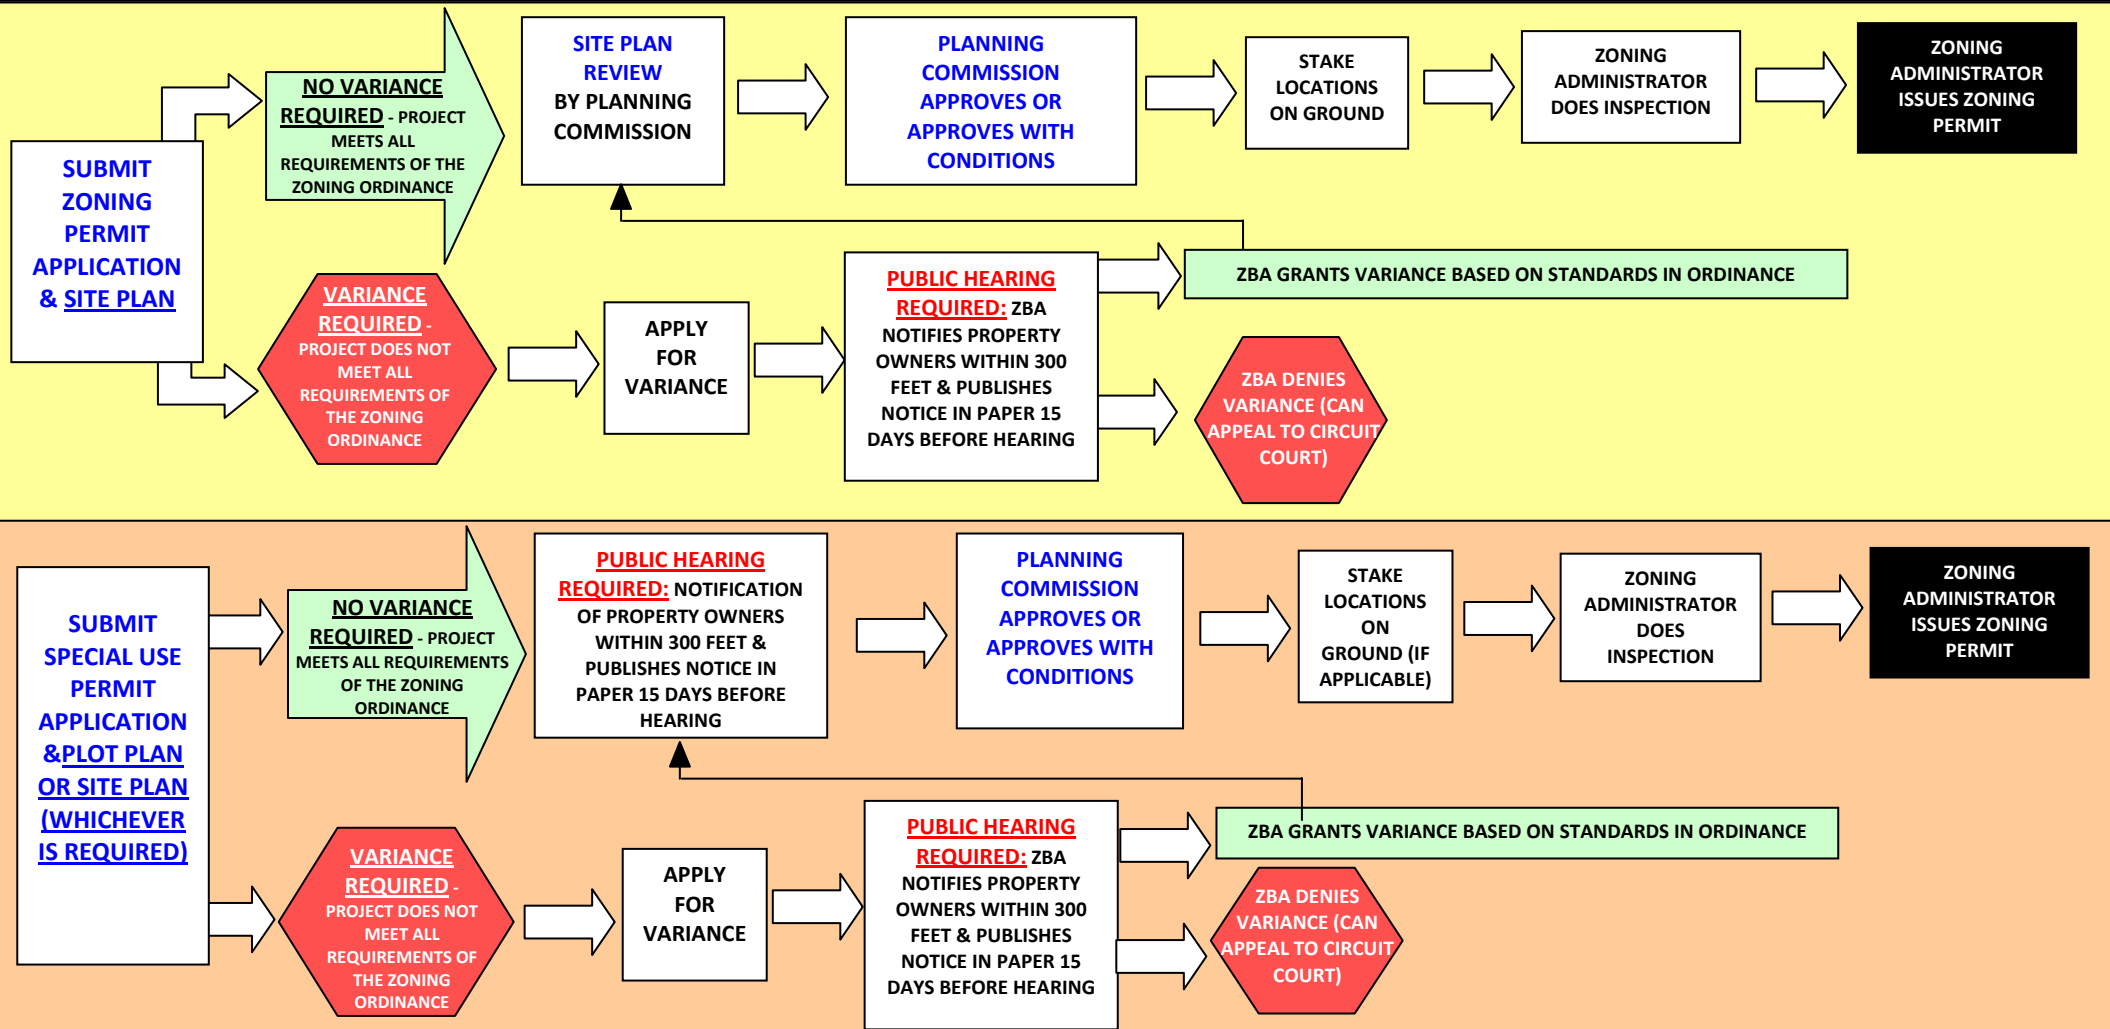 NO VARIANCE
REQUIRED - PROJECT
MEETS ALL
REQUIREMENTS OF THE
ZONING ORDINANCE
SITE PLAN
REVIEW
BY PLANNING
COMMISSION
PLANNING
COMMISSION
APPROVES OR
APPROVES WITH
CONDITIONS
STAKE
LOCATIONS
ON GROUND
ZONING
ADMINISTRATOR
DOES INSPECTION
ZONING
ADMINISTRATOR
ISSUES ZONING
PERMIT
SUBMIT
ZONING
PERMIT
APPLICATION
& SITE PLAN
VARIANCE
REQUIRED -
PROJECT DOES NOT
MEET ALL
REQUIREMENTS OF
THE ZONING
ORDINANCE
APPLY
FOR
VARIANCE
PUBLIC HEARING
REQUIRED: ZBA
NOTIFIES PROPERTY
OWNERS WITHIN 300
FEET & PUBLISHES
NOTICE IN PAPER 15
DAYS BEFORE HEARING
ZBA GRANTS VARIANCE BASED ON STANDARDS IN ORDINANCE
ZBA DENIES
VARIANCE (CAN
APPEAL TO CIRCUIT
COURT)
SUBMIT
SPECIAL USE
PERMIT
APPLICATION
&PLOT PLAN
OR SITE PLAN
(WHICHEVER
IS REQUIRED)
NO VARIANCE
REQUIRED - PROJECT
MEETS ALL REQUIREMENTS
OF THE ZONING
ORDINANCE
PUBLIC HEARING
REQUIRED: NOTIFICATION
OF PROPERTY OWNERS
WITHIN 300 FEET &
PUBLISHES NOTICE IN
PAPER 15 DAYS BEFORE
HEARING
PLANNING
COMMISSION
APPROVES OR
APPROVES WITH
CONDITIONS
STAKE
LOCATIONS
ON
GROUND (IF
APPLICABLE)
ZONING
ADMINISTRATOR
DOES
INSPECTION
ZONING
ADMINISTRATOR
ISSUES ZONING
PERMIT
VARIANCE
REQUIRED -
PROJECT DOES NOT
MEET ALL
REQUIREMENTS OF
THE ZONING
ORDINANCE
APPLY
FOR
VARIANCE
PUBLIC HEARING
REQUIRED: ZBA
NOTIFIES PROPERTY
OWNERS WITHIN 300
FEET & PUBLISHES
NOTICE IN PAPER 15
DAYS BEFORE HEARING
ZBA GRANTS VARIANCE BASED ON STANDARDS IN ORDINANCE
ZBA DENIES
VARIANCE (CAN
APPEAL TO CIRCUIT
COURT)